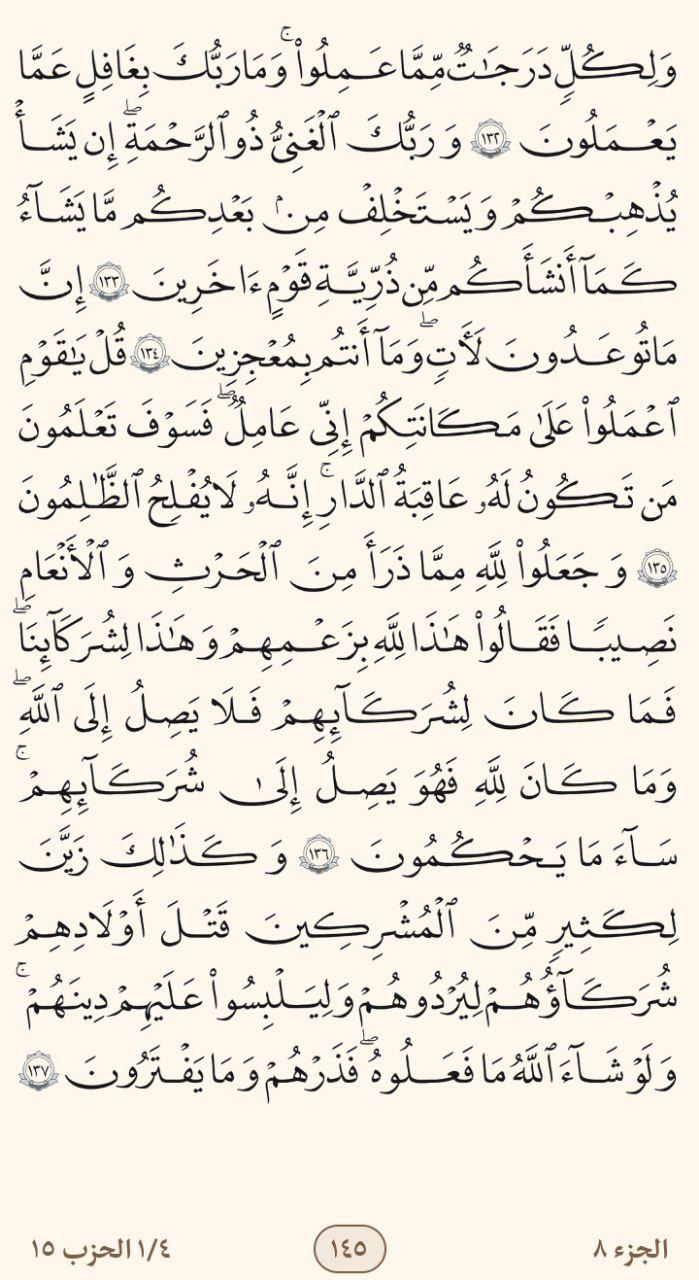 وَلِكُلٍّۢ دَرَجَـٰتٌۭ مِّمَّا عَمِلُوا۟ ۚ وَمَا رَبُّكَ بِغَـٰفِلٍ عَمَّا
يَعْمَلُونَ ١٣٢ وَرَبُّكَ ٱلْغَنِىُّ ذُو ٱلرَّحْمَةِ ۖ إِن يَشَأْ
يُذْهِبْكُمْ وَيَسْتَخْلِفْ مِنۢ بَعْدِكُم مَّا يَشَآءُ
كَمَآ أَنشَأَكُم مِّن ذُرِّيَّةِ قَوْمٍ ءَاخَرِينَ ١٣٣ إِنَّ
مَا تُوعَدُونَ لَـَٔاتٍۢ ۖ وَمَآ أَنتُم بِمُعْجِزِينَ ١٣٤ قُلْ يَـٰقَوْمِ
ٱعْمَلُوا۟ عَلَىٰ مَكَانَتِكُمْ إِنِّى عَامِلٌۭ ۖ فَسَوْفَ تَعْلَمُونَ
مَن تَكُونُ لَهُۥ عَـٰقِبَةُ ٱلدَّارِ ۚ إِنَّهُۥ لَا يُفْلِحُ ٱلظَّـٰلِمُونَ
١٣٥ وَجَعَلُوا۟ لِلَّهِ مِمَّا ذَرَأَ مِنَ ٱلْحَرْثِ وَٱلْأَنْعَـٰمِ
نَصِيبًۭا فَقَالُوا۟ هَـٰذَا لِلَّهِ بِزَعْمِهِمْ وَهَـٰذَا لِشُرَكَآئِنَا ۖ
فَمَا كَانَ لِشُرَكَآئِهِمْ فَلَا يَصِلُ إِلَى ٱللَّهِ ۖ
وَمَا كَانَ لِلَّهِ فَهُوَ يَصِلُ إِلَىٰ شُرَكَآئِهِمْ ۗ
سَآءَ مَا يَحْكُمُونَ ١٣٦ وَكَذَٰلِكَ زَيَّنَ
لِكَثِيرٍۢ مِّنَ ٱلْمُشْرِكِينَ قَتْلَ أَوْلَـٰدِهِمْ
شُرَكَآؤُهُمْ لِيُرْدُوهُمْ وَلِيَلْبِسُوا۟ عَلَيْهِمْ دِينَهُمْ ۖ
وَلَوْ شَآءَ ٱللَّهُ مَا فَعَلُوهُ ۖ فَذَرْهُمْ وَمَا يَفْتَرُونَ ١٣٧
الجزء ٨
١٤٥
١/٤ الحزب ١٥